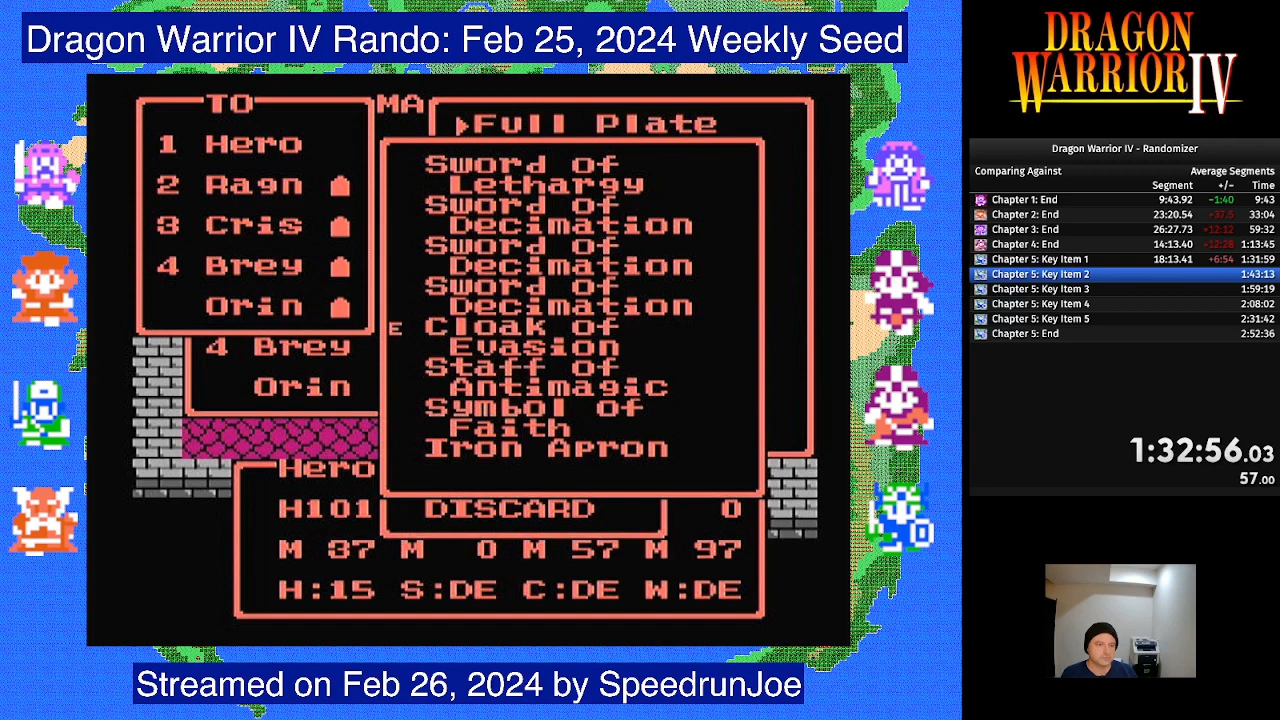 Dragon Warrior IV Rando: Feb 25, 2024 Weekly Seed
TO
1 Hero
2 Ragn
3 Cris
4 Brey
Orin
MA
Full Plate
Sword of
Lethargy
Sword of
Decimation
Sword of
Decimation
Sword of
Decimation
E Cloak of
Evasion
Staff of
Antimagic
Symbol of
Faith
Iron Apron
4 Brey
Orin
Hero
H101 DISCARD 0
M 87 M 0 M 57 M 97
H:15 S:DE C:DE W:DE
Streamed on Feb 26, 2024 by SpeedrunJoe
DRAGON
WARRIOR IV
Dragon Warrior IV - Randomizer
Comparing Against Average Segments
Segment +/- Time
Chapter 1: End 9:43.92 −1:40 9:43
Chapter 2: End 23:20.54 +37.5 33:04
Chapter 3: End 26:27.73 +12:12 59:32
Chapter 4: End 14:13.40 +12:28 1:13:45
Chapter 5: Key Item 1 18:13.41 +6:54 1:31:59
Chapter 5: Key Item 2 1:43:13
Chapter 5: Key Item 3 1:59:19
Chapter 5: Key Item 4 2:08:02
Chapter 5: Key Item 5 2:31:42
Chapter 5: End 2:52:36
1:32:56.03
57.00